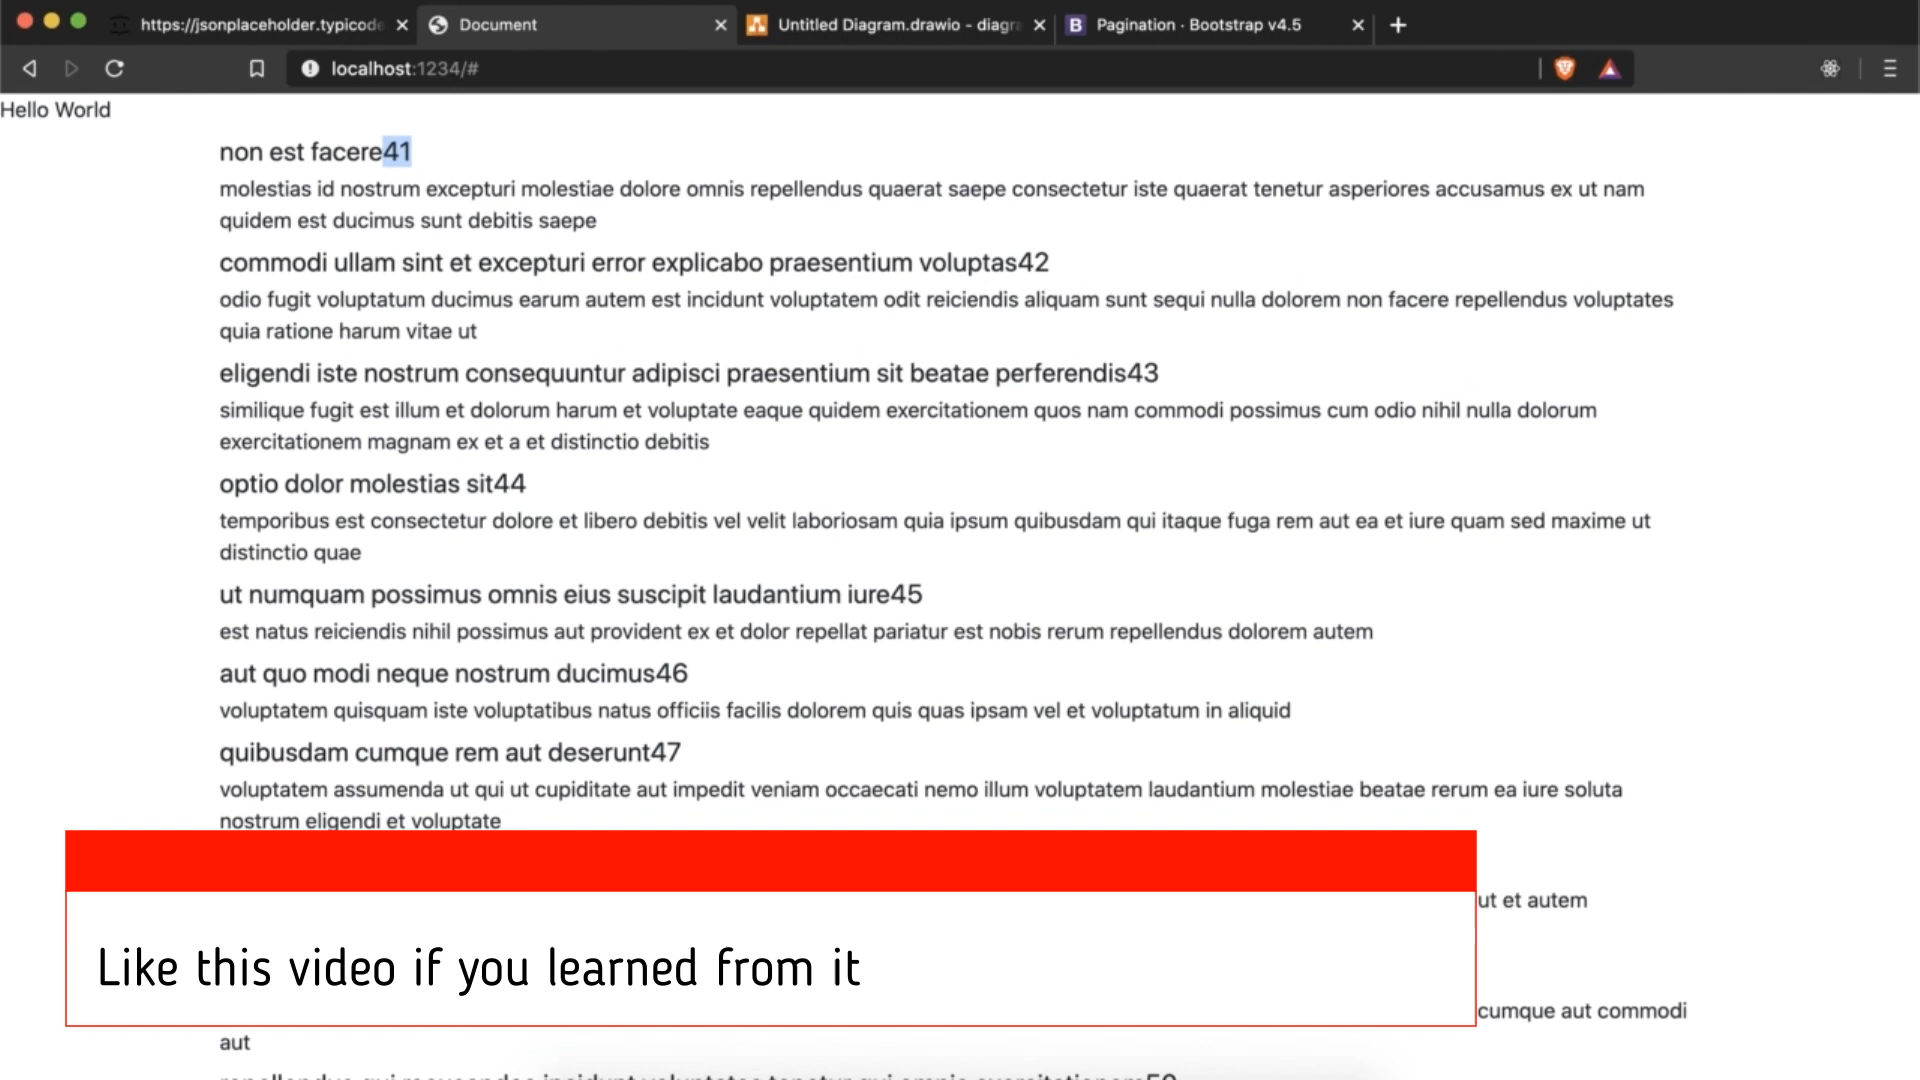 https://jsonplaceholder.typicode
Document
Untitled Diagram.drawio - diagra
B
Pagination · Bootstrap v4.5
localhost:1234/#
Hello World
non est facere41
molestias id nostrum excepturi molestiae dolore omnis repellendus quaerat saepe consectetur iste quaerat tenetur asperiores accusamus ex ut nam
quidem est ducimus sunt debitis saepe
commodi ullam sint et excepturi error explicabo praesentium voluptas42
odio fugit voluptatum ducimus earum autem est incidunt voluptatem odit reiciendis aliquam sunt sequi nulla dolorem non facere repellendus voluptates
quia ratione harum vitae ut
eligendi iste nostrum consequuntur adipisci praesentium sit beatae perferendis43
similique fugit est illum et dolorum harum et voluptate eaque quidem exercitationem quos nam commodi possimus cum odio nihil nulla dolorum
exercitationem magnam ex et a et distinctio debitis
optio dolor molestias sit44
temporibus est consectetur dolore et libero debitis vel velit laboriosam quia ipsum quibusdam qui itaque fuga rem aut ea et iure quam sed maxime ut
distinctio quae
ut numquam possimus omnis eius suscipit laudantium iure45
est natus reiciendis nihil possimus aut provident ex et dolor repellat pariatur est nobis rerum repellendus dolorem autem
aut quo modi neque nostrum ducimus46
voluptatem quisquam iste voluptatibus natus officiis facilis dolorem quis quas ipsam vel et voluptatum in aliquid
quibusdam cumque rem aut deserunt47
voluptatem assumenda ut qui ut cupiditate aut impedit veniam occaecati nemo illum voluptatem laudantium molestiae beatae rerum ea iure soluta
nostrum eligendi et voluptate
ut et autem
Like this video if you learned from it
cumque aut commodi
aut